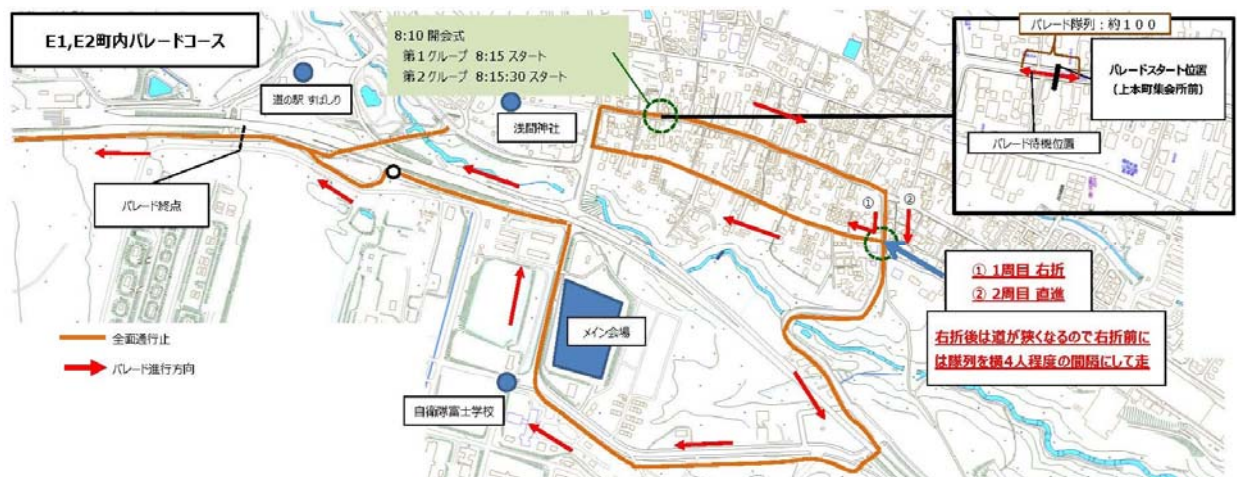 E1,E2町内パレードコース
8:10 開会式
第1グループ 8:15 スタート
第2グループ 8:15:30 スタート
パレード隊列：約100
パレードスタート位置
(上本町集会所前)
パレード待機位置
道の駅 すばしり
浅間神社
パレード終点
①
②
① 1周目 右折
② 2周目 直進
右折後は道が狭くなるので右折前に
は隊列を横4人程度の間隔にして走
メイン会場
全面通行止
パレード進行方向
自衛隊富士学校